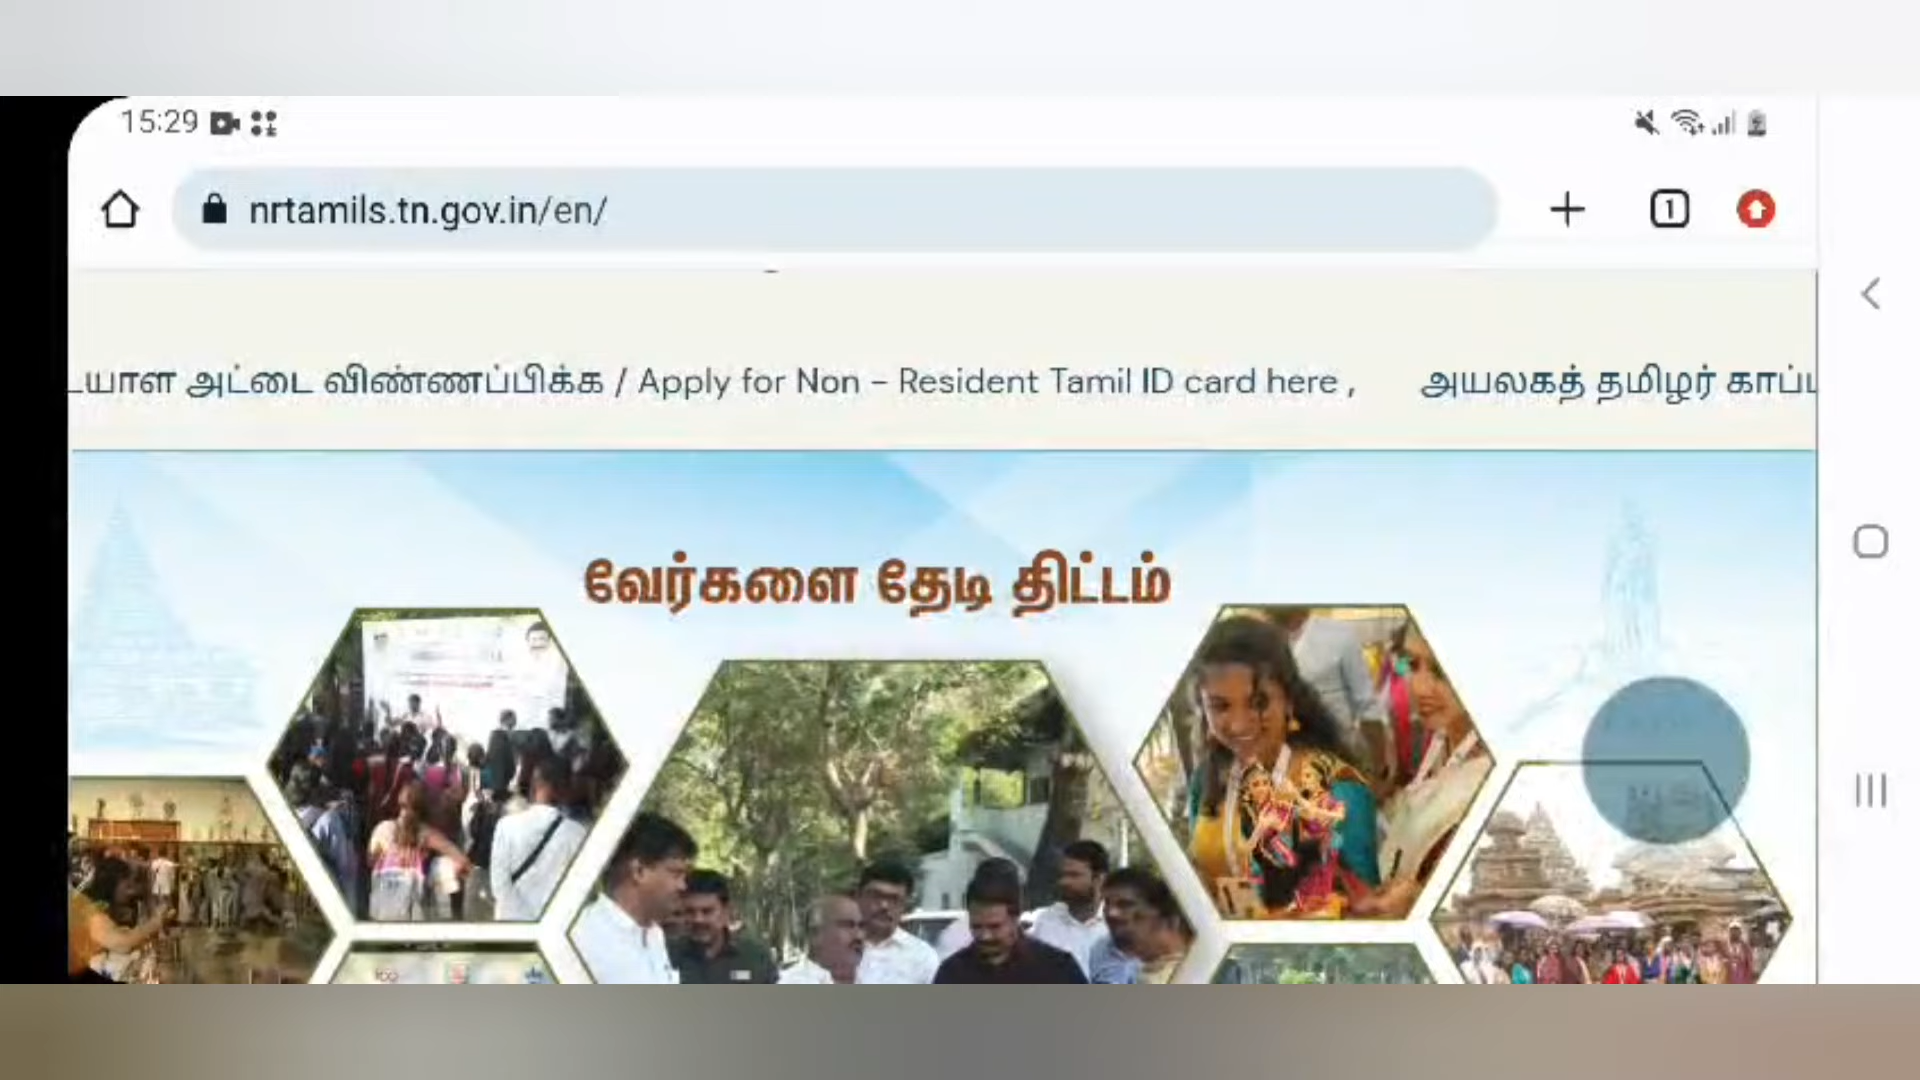 15:29
nrtamils.tn.gov.in/en/
1
அட்டை விண்ணப்பிக்க / Apply for Non – Resident Tamil ID card here , அயலகத் தமிழர்
வேர்களை தேடி திட்டம்